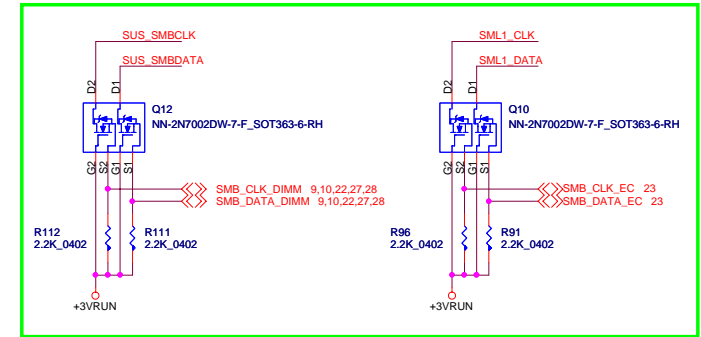 SUS_SMBCLK
SUS_SMBDATA
D2
D1
Q12
NN-2N7002DW-7-F_SOT363-6-RH
G2
S2
G1
S1
SMB_CLK_DIMM 9,10,22,27,28
SMB_DATA_DIMM 9,10,22,27,28
R112
2.2K_0402
R111
2.2K_0402
+3VRUN
SML1_CLK
SML1_DATA
D2
D1
Q10
NN-2N7002DW-7-F_SOT363-6-RH
G2
S2
G1
S1
SMB_CLK_EC 23
SMB_DATA_EC 23
R96
2.2K_0402
R91
2.2K_0402
+3VRUN